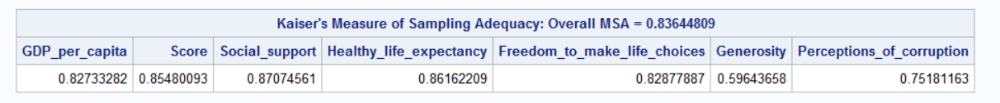 Kaiser's Measure of Sampling Adequacy: Overall MSA = 0.83644809
GDP_per_capita Score Social_support Healthy_life_expectancy Freedom_to_make_life_choices Generosity Perceptions_of_corruption
0.82733282 0.85480093 0.87074561 0.86162209 0.82877887 0.59643658 0.75181163